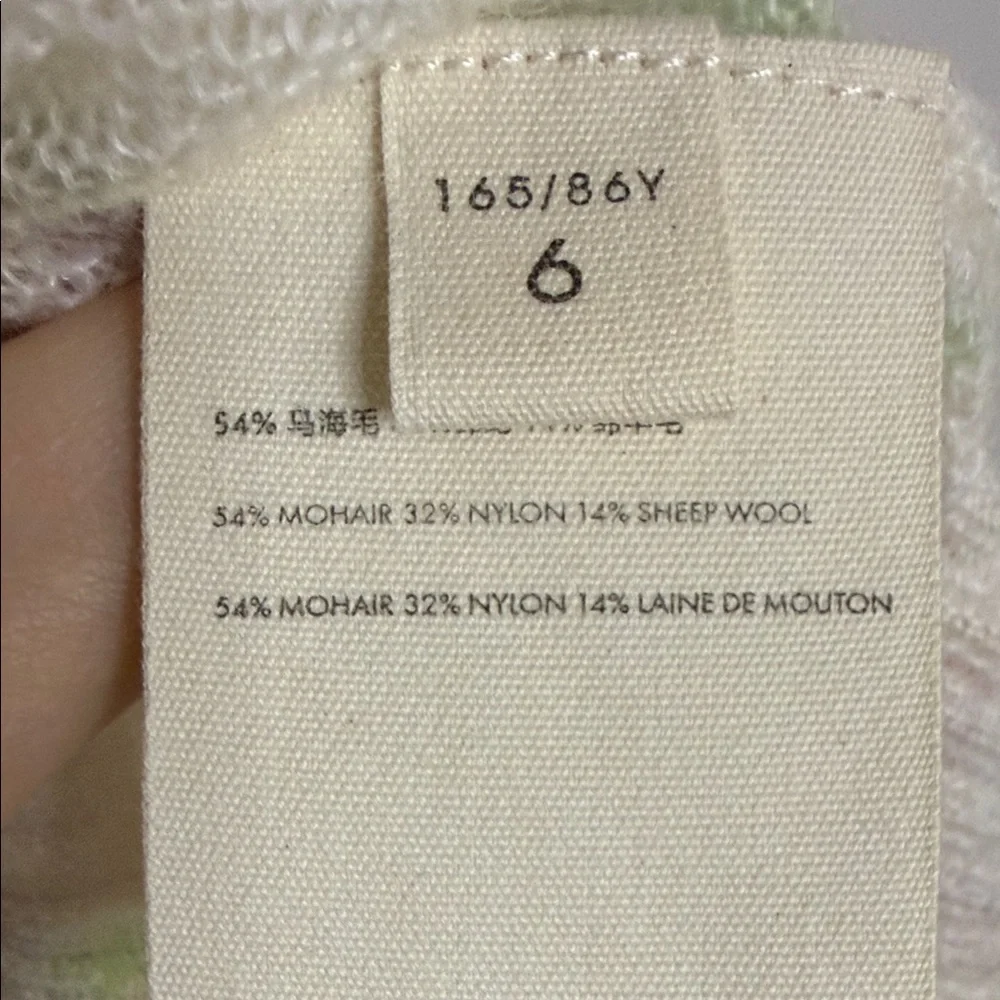 165/86Y
6
54% 马海毛
54% MOHAIR 32% NYLON 14% SHEEP WOOL
54% MOHAIR 32% NYLON 14% LAINE DE MOUTON